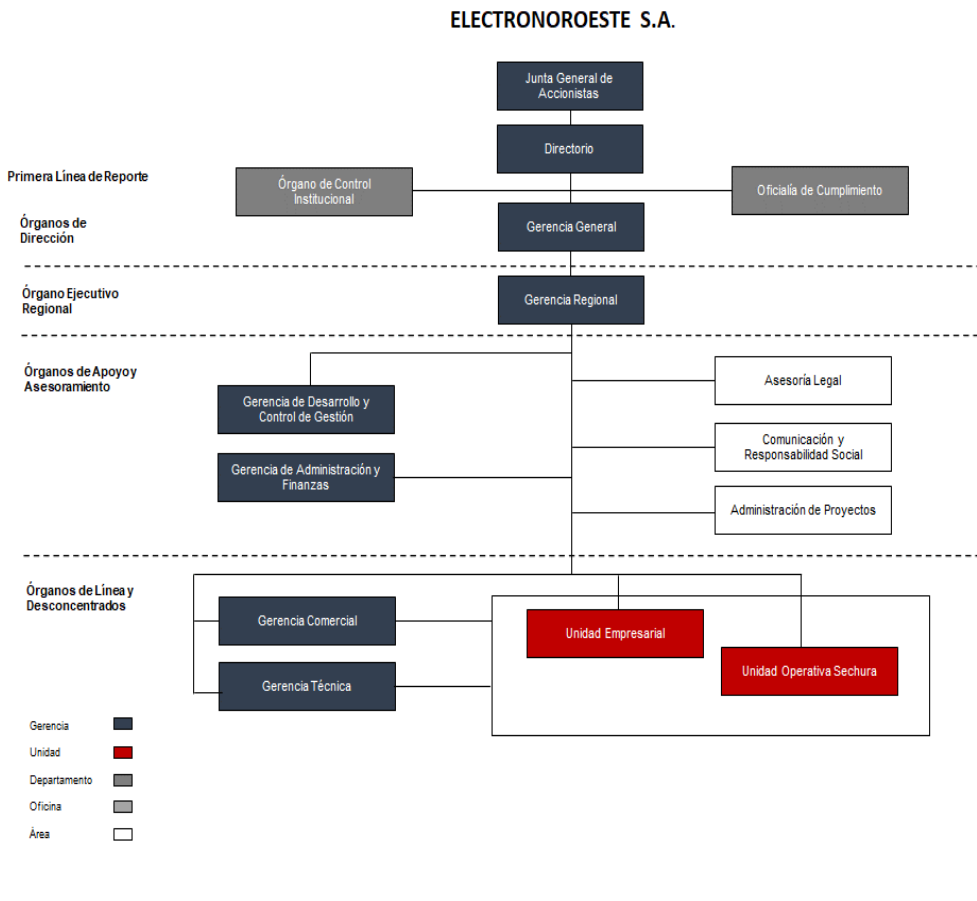 ELECTRONOROESTE S.A.
Junta General de
Accionistas
Directorio
Primera Línea de Reporte
Órgano de Control
Institucional
Oficialía de Cumplimiento
Órganos de
Dirección
Gerencia General
Órgano Ejecutivo
Regional
Gerencia Regional
Órganos de Apoyo y
Asesoramiento
Gerencia de Desarrollo y
Control de Gestión
Asesoría Legal
Comunicación y
Responsabilidad Social
Gerencia de Administración y
Finanzas
Administración de Proyectos
Órganos de Línea y
Desconcentrados
Gerencia Comercial
Unidad Empresarial
Unidad Operativa Sechura
Gerencia Técnica
Gerencia
Unidad
Departamento
Oficina
Área